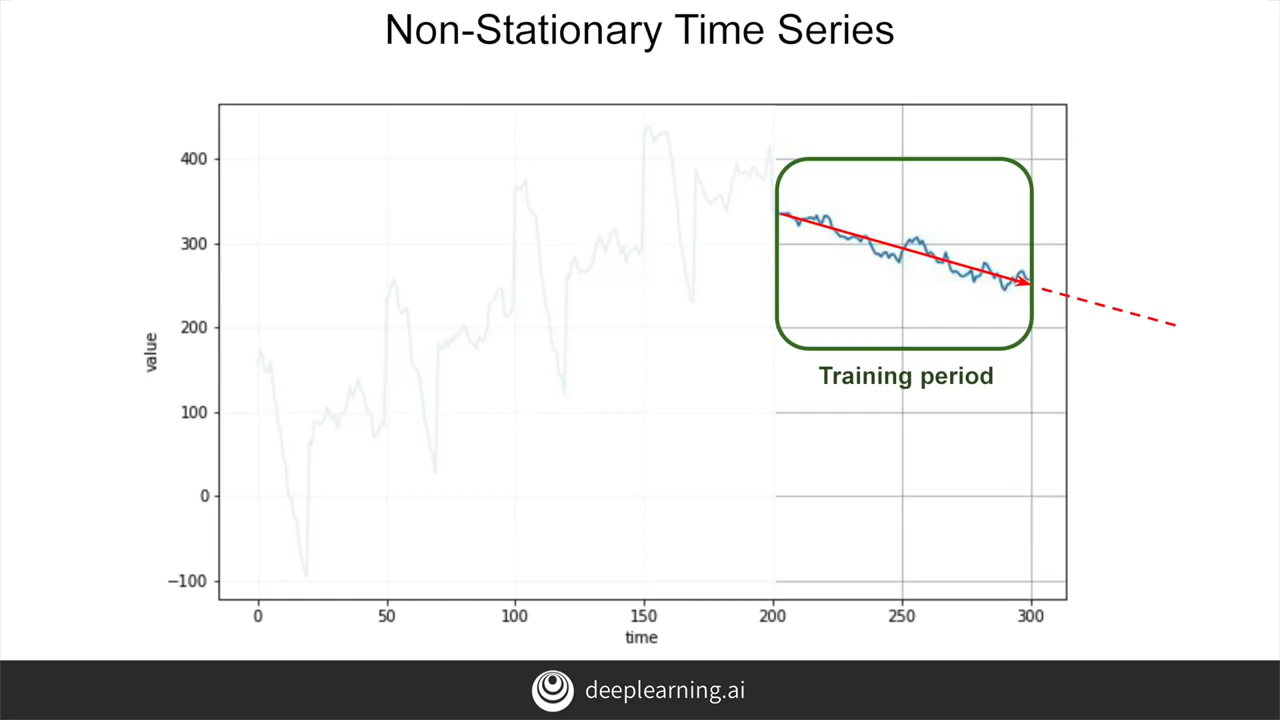 Non-Stationary Time Series
400
300
200
100
0
−100
value
Training period
0 50 100 150 200 250 300
time
deeplearning.ai